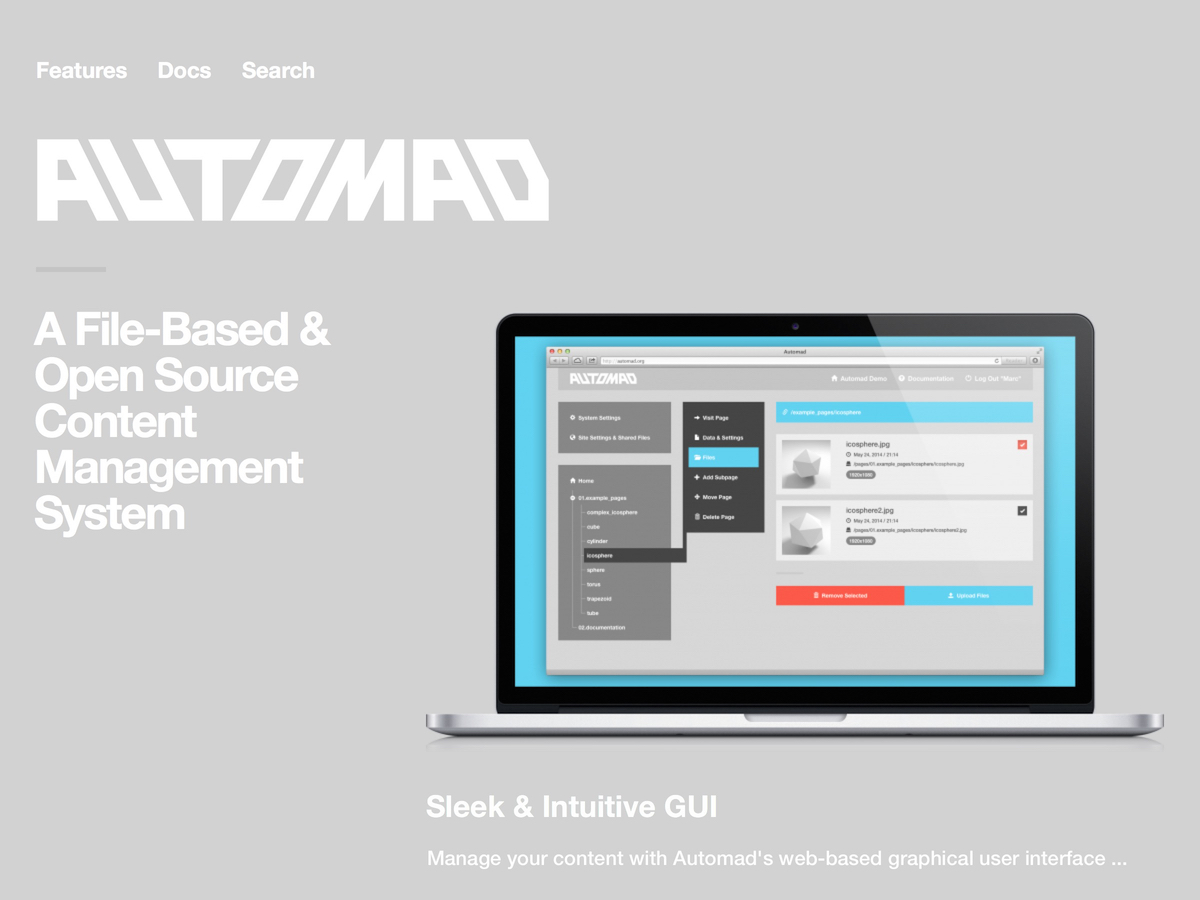 Features Docs Search
AUTOMAD
A File-Based &
Open Source
Content
Management
System
Automad
automad.org
AUTOMAD
Automad Demo Documentation Log Out "Marc"
System Settings
Site Settings & Shared Files
Home
01.example_pages
complex_icosphere
cube
cylinder
icosphere
sphere
torus
trapezoid
tube
02.documentation
Visit Page
Data & Settings
Files
Add Subpage
Move Page
Delete Page
/example_pages/icosphere
icosphere.jpg
May 24, 2014 / 21:14
/pages/01.example_pages/icosphere/icosphere.jpg
icosphere2.jpg
May 24, 2014 / 21:14
/pages/01.example_pages/icosphere/icosphere2.jpg
Remove Selected Upload Files
Sleek & Intuitive GUI
Manage your content with Automad's web-based graphical user interface ...